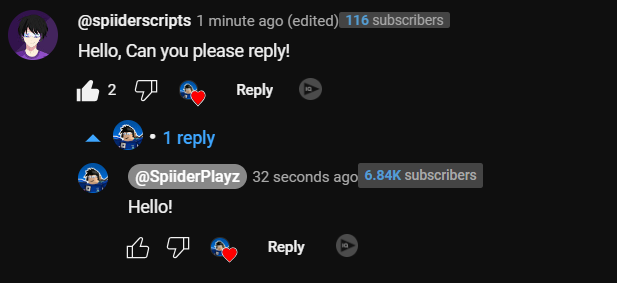 @spiiderscripts 1 minute ago (edited) 116 subscribers
Hello, Can you please reply!
2 Reply
1 reply
@SpiiderPlayz 32 seconds ago 6.84K subscribers
Hello!
Reply